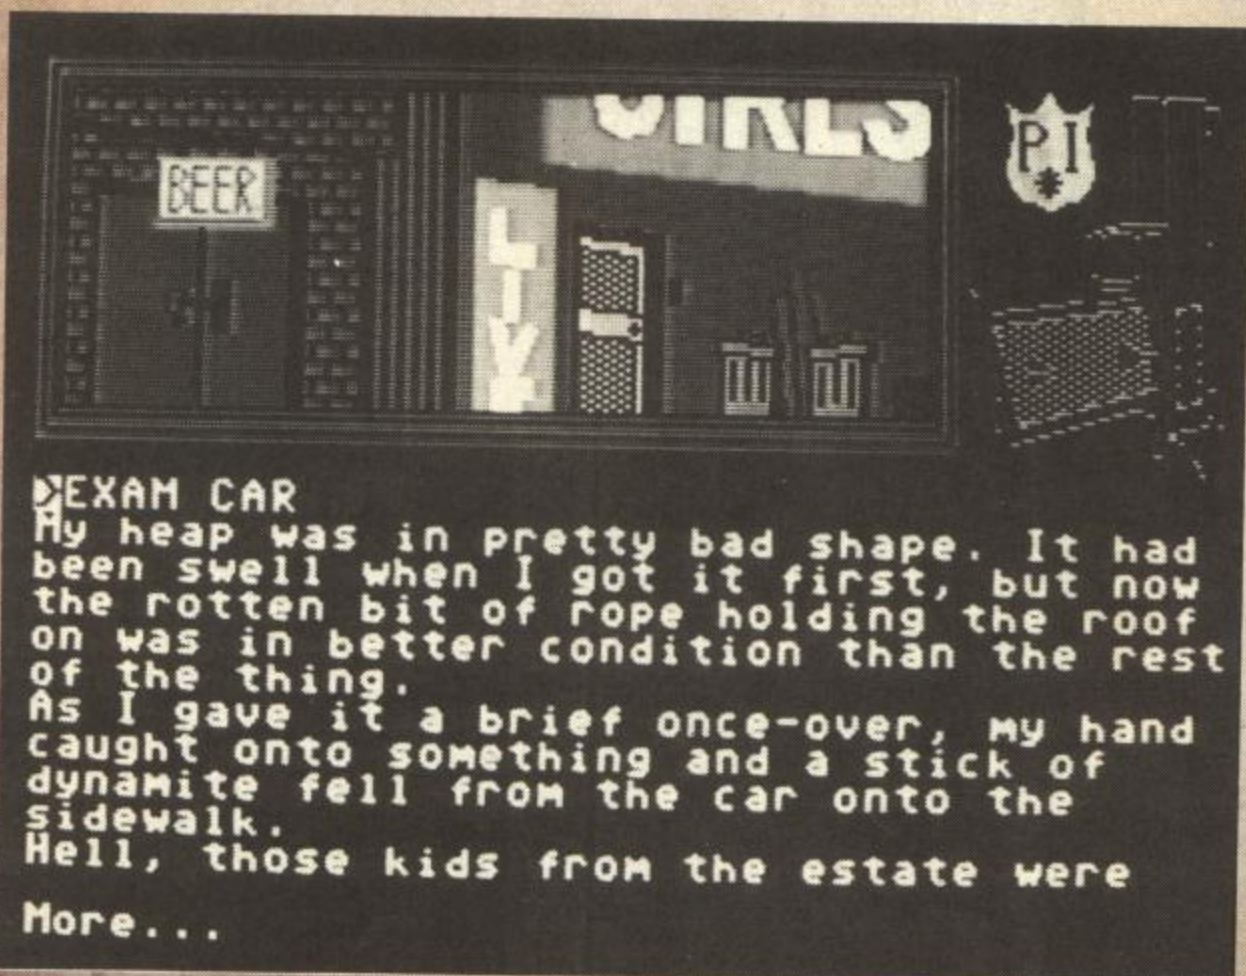 GIRLS
BEER
P.I
LIVE
>EXAM CAR
My heap was in pretty bad shape. It had
been swell when I got it first, but now
the rotten bit of rope holding the roof
on was in better condition than the rest
of the thing.
As I gave it a brief once-over, my hand
caught onto something and a stick of
dynamite fell from the car onto the
sidewalk.
Hell, those kids from the estate were
More...